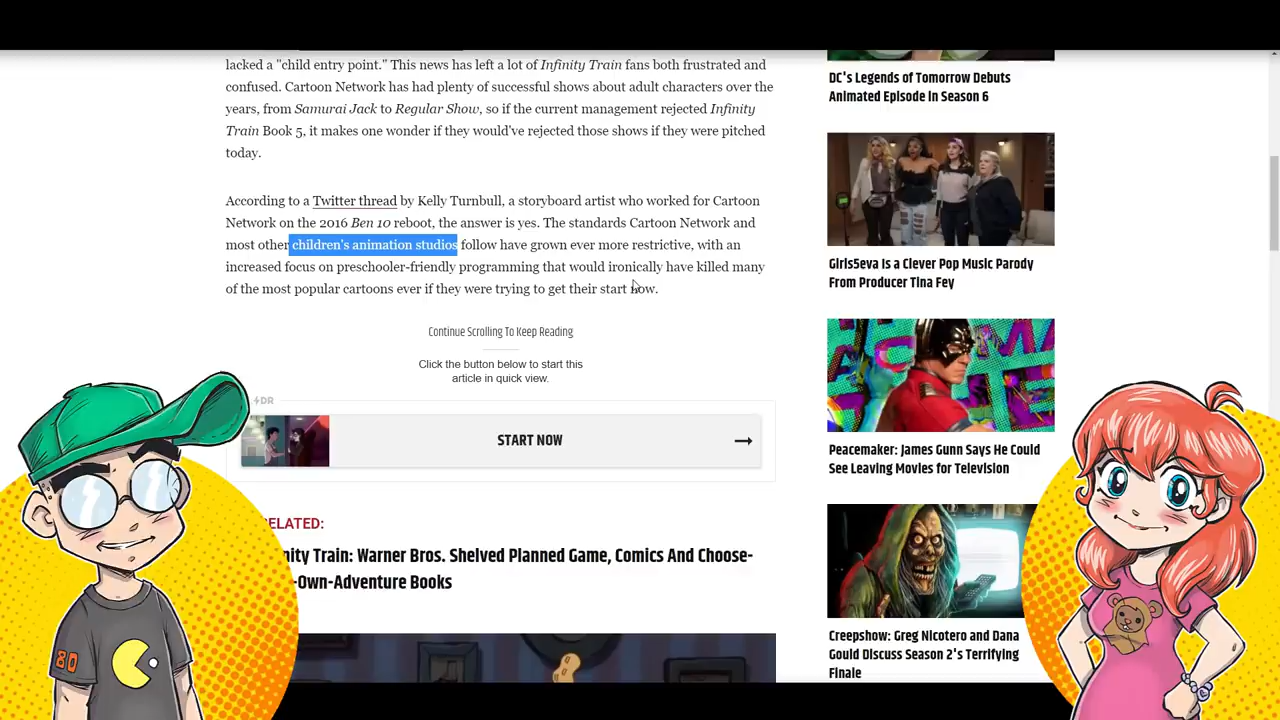 lacked a "child entry point." This news has left a lot of Infinity Train fans both frustrated and
confused. Cartoon Network has had plenty of successful shows about adult characters over the
years, from Samurai Jack to Regular Show, so if the current management rejected Infinity
Train Book 5, it makes one wonder if they would've rejected those shows if they were pitched
today.
According to a Twitter thread by Kelly Turnbull, a storyboard artist who worked for Cartoon
Network on the 2016 Ben 10 reboot, the answer is yes. The standards Cartoon Network and
most other children's animation studios follow have grown ever more restrictive, with an
increased focus on preschooler-friendly programming that would ironically have killed many
of the most popular cartoons ever if they were trying to get their start now.
Continue Scrolling To Keep Reading
Click the button below to start this
article in quick view.
DR
START NOW
ELATED:
nity Train: Warner Bros. Shelved Planned Game, Comics And Choose-
-Own-Adventure Books
DC's Legends of Tomorrow Debuts
Animated Episode in Season 6
Girls5eva Is a Clever Pop Music Parody
From Producer Tina Fey
Peacemaker: James Gunn Says He Could
See Leaving Movies for Television
Creepshow: Greg Nicotero and Dana
Gould Discuss Season 2's Terrifying
Finale
80